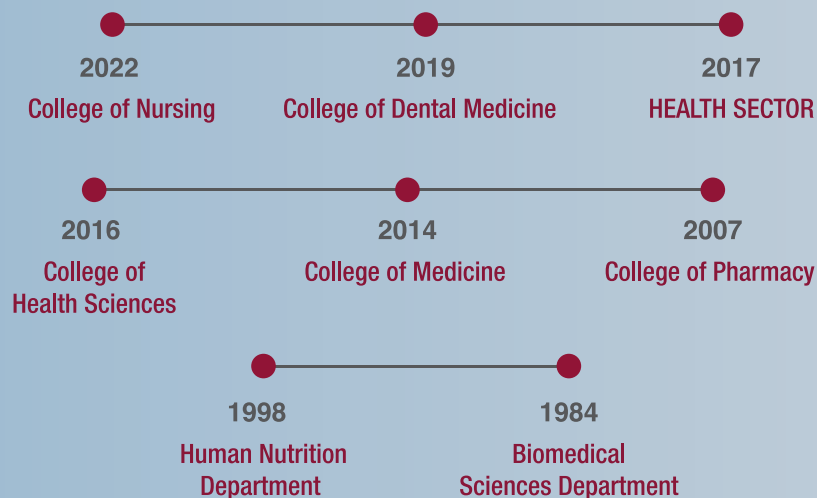 2022
College of Nursing
2019
College of Dental Medicine
2017
HEALTH SECTOR
2016
College of
Health Sciences
2014
College of Medicine
2007
College of Pharmacy
1998
Human Nutrition
Department
1984
Biomedical
Sciences Department